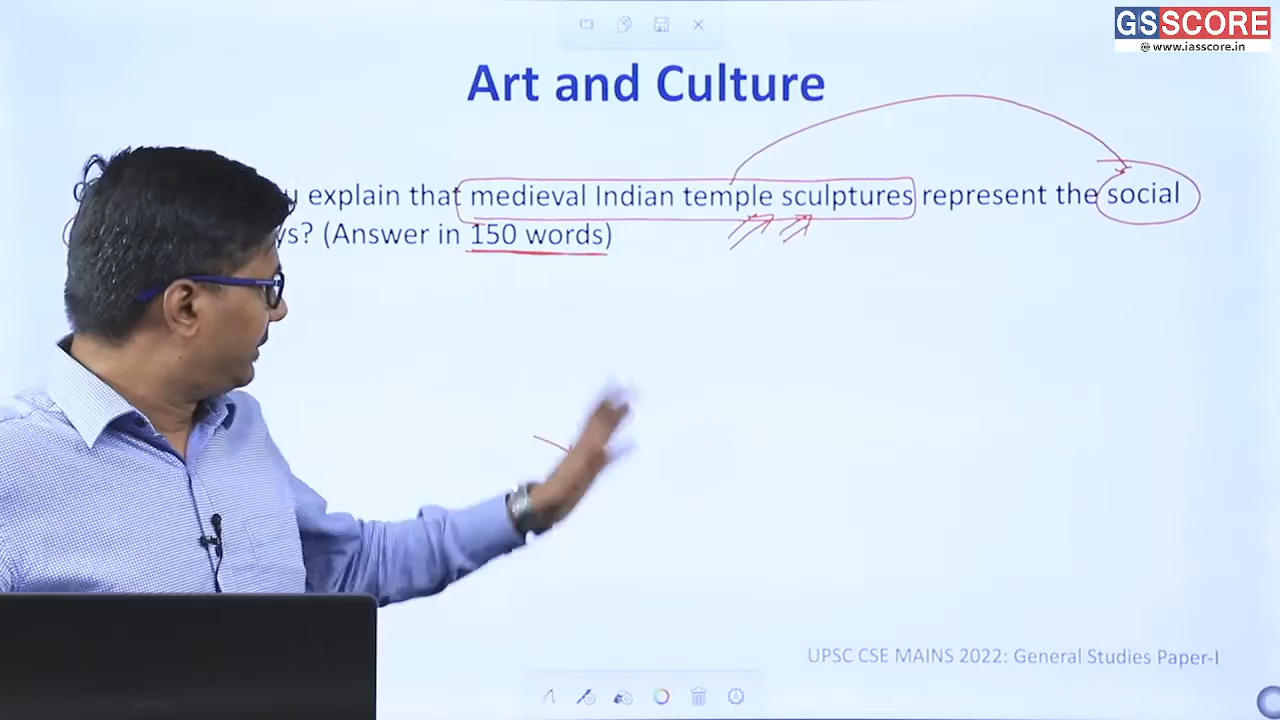 GSSCORE
www.iasscore.in
Art and Culture
explain that medieval Indian temple sculptures represent the social
? (Answer in 150 words)
UPSC CSE MAINS 2022: General Studies Paper-I